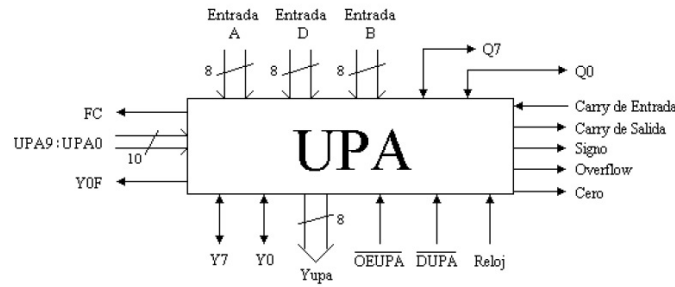 Entrada A
Entrada D
Entrada B
8
8
8
Q7
Q0
FC
Carry de Entrada
UPA9:UPA0
10
UPA
Carry de Salida
Signo
Overflow
Y0F
Cero
8
Y7
Y0
Yupa
OEUPA
DUPA
Reloj